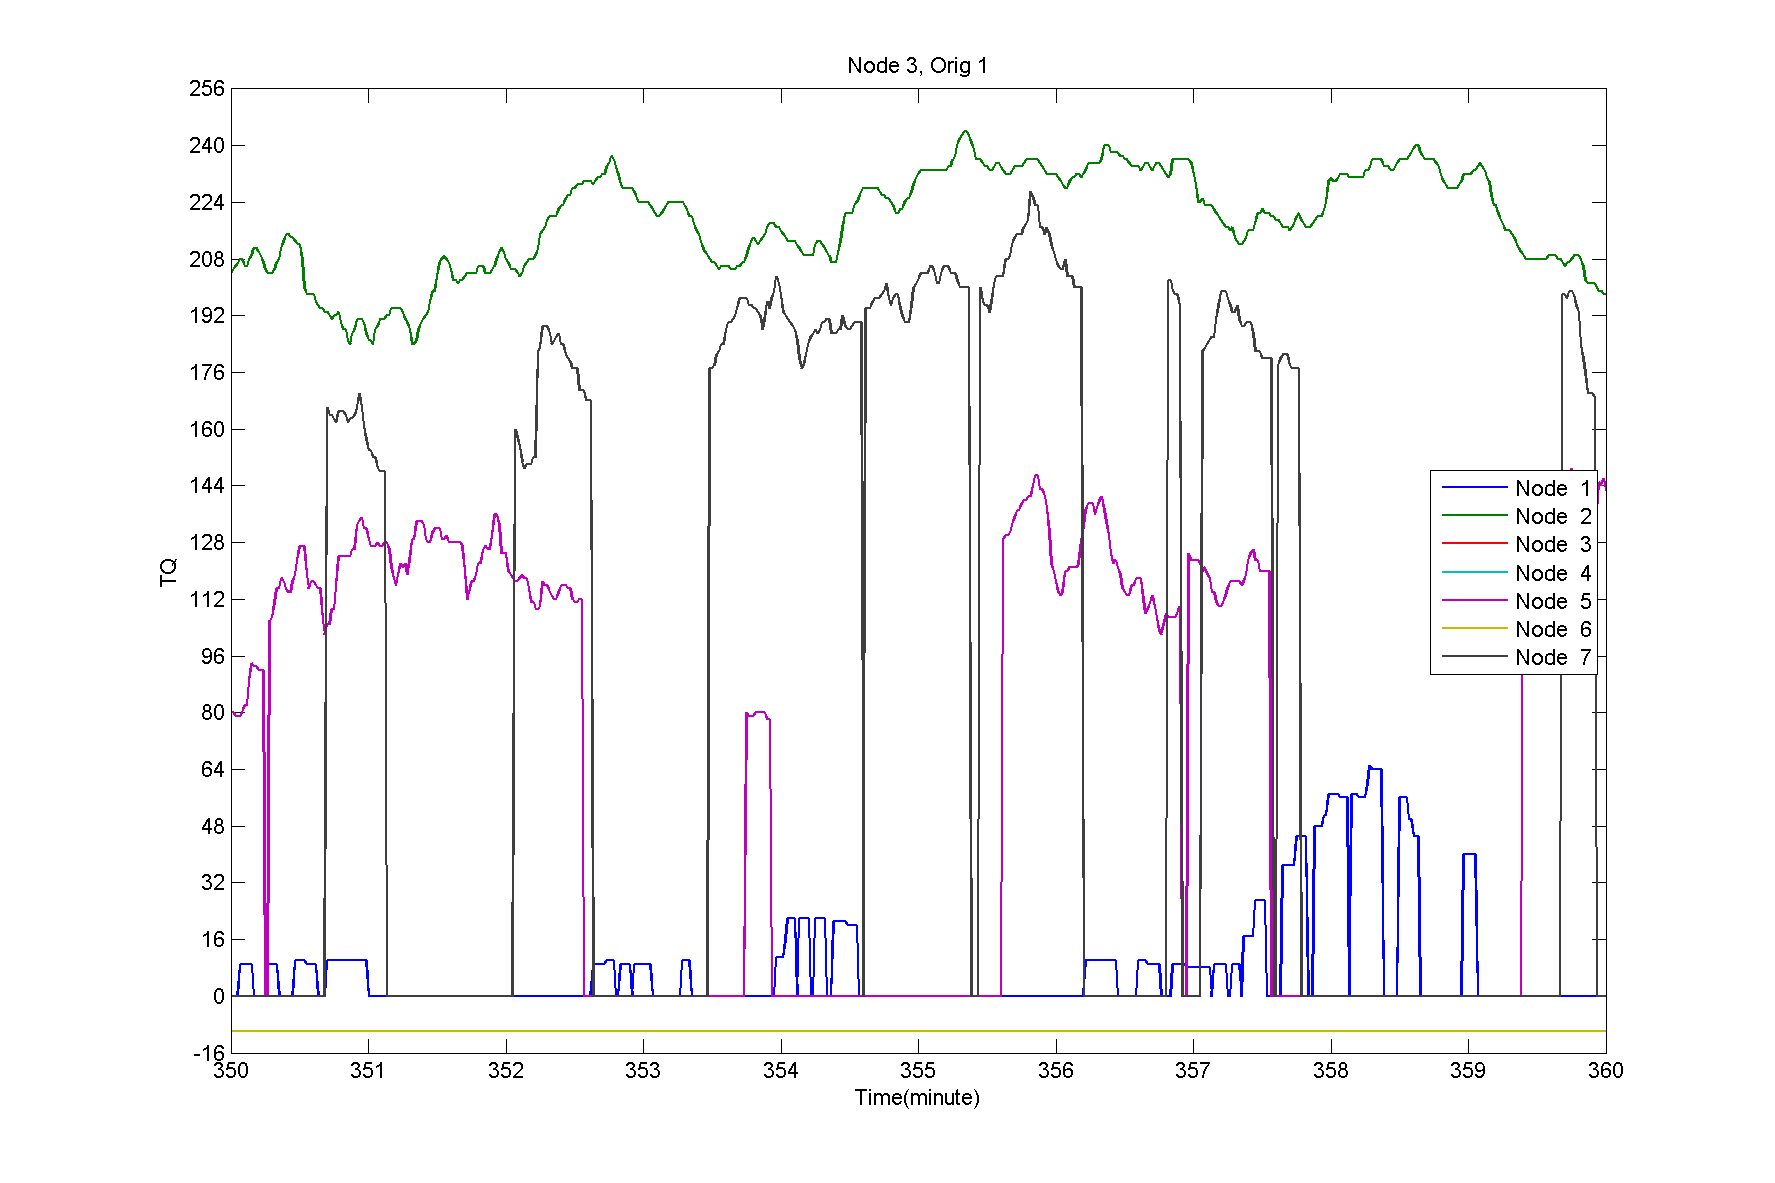 Node 3, Orig 1
256
240
224
208
192
176
160
144
128
112
96
80
64
48
32
16
0
-16
TQ
Node 1
Node 2
Node 3
Node 4
Node 5
Node 6
Node 7
350 351 352 353 354 355 356 357 358 359 360
Time(minute)